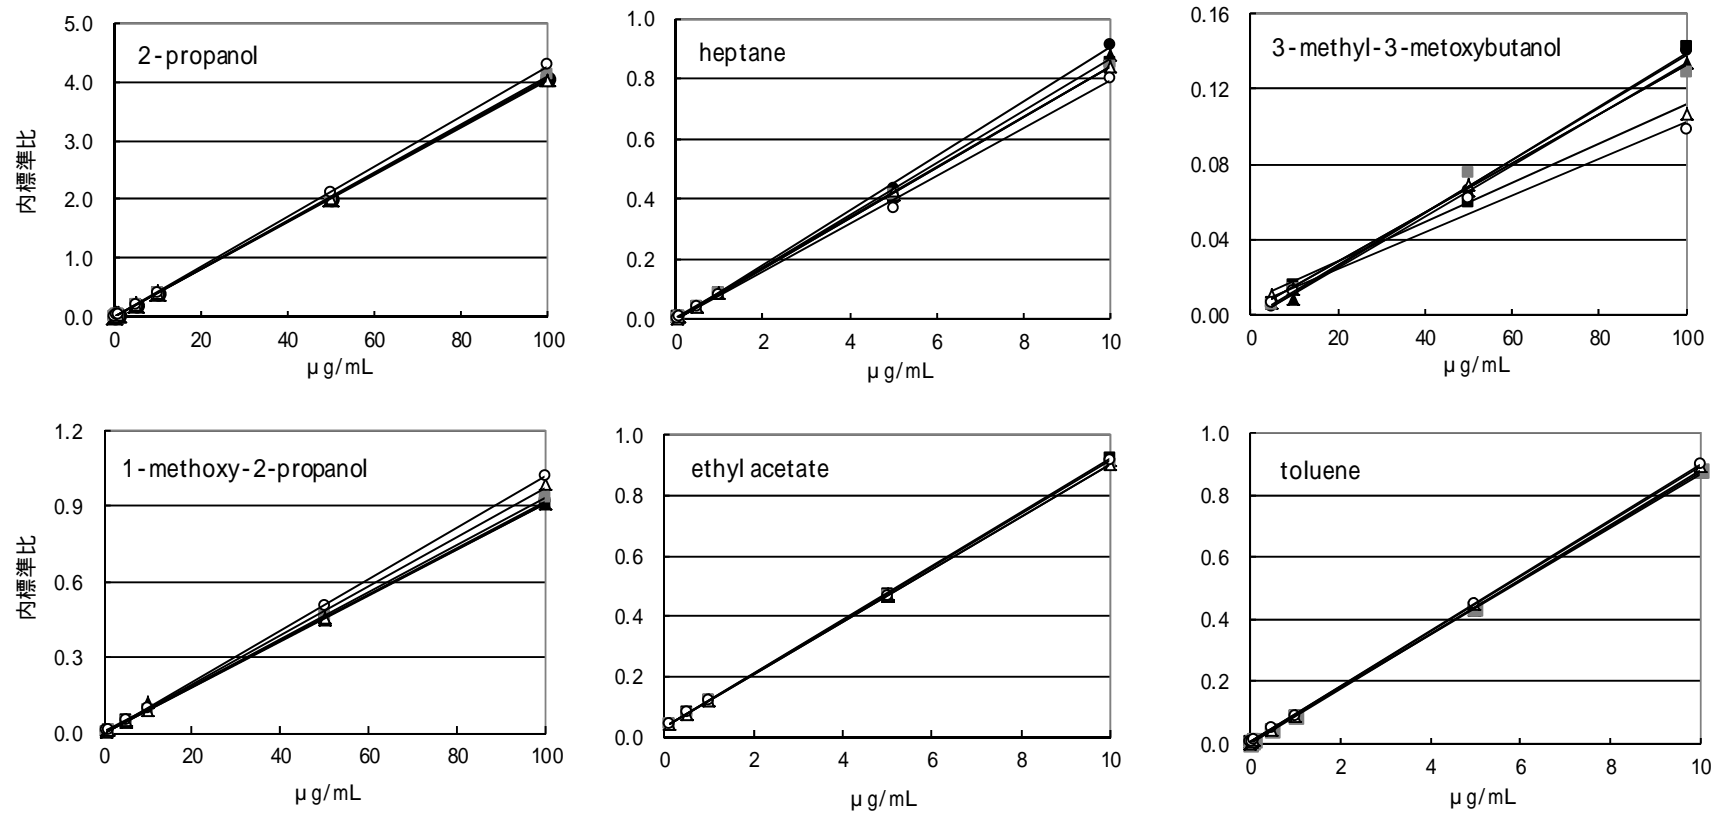 2-propanol
内標準比
5.0
4.0
3.0
2.0
1.0
0.0
0 20 40 60 80 100
μg/mL
heptane
1.0
0.8
0.6
0.4
0.2
0.0
0 2 4 6 8 10
μg/mL
3-methyl-3-metoxybutanol
0.16
0.12
0.08
0.04
0.00
0 20 40 60 80 100
μg/mL
1-methoxy-2-propanol
内標準比
1.2
0.9
0.6
0.3
0.0
0 20 40 60 80 100
μg/mL
ethyl acetate
1.0
0.8
0.6
0.4
0.2
0.0
0 2 4 6 8 10
μg/mL
toluene
1.0
0.8
0.6
0.4
0.2
0.0
0 2 4 6 8 10
μg/mL